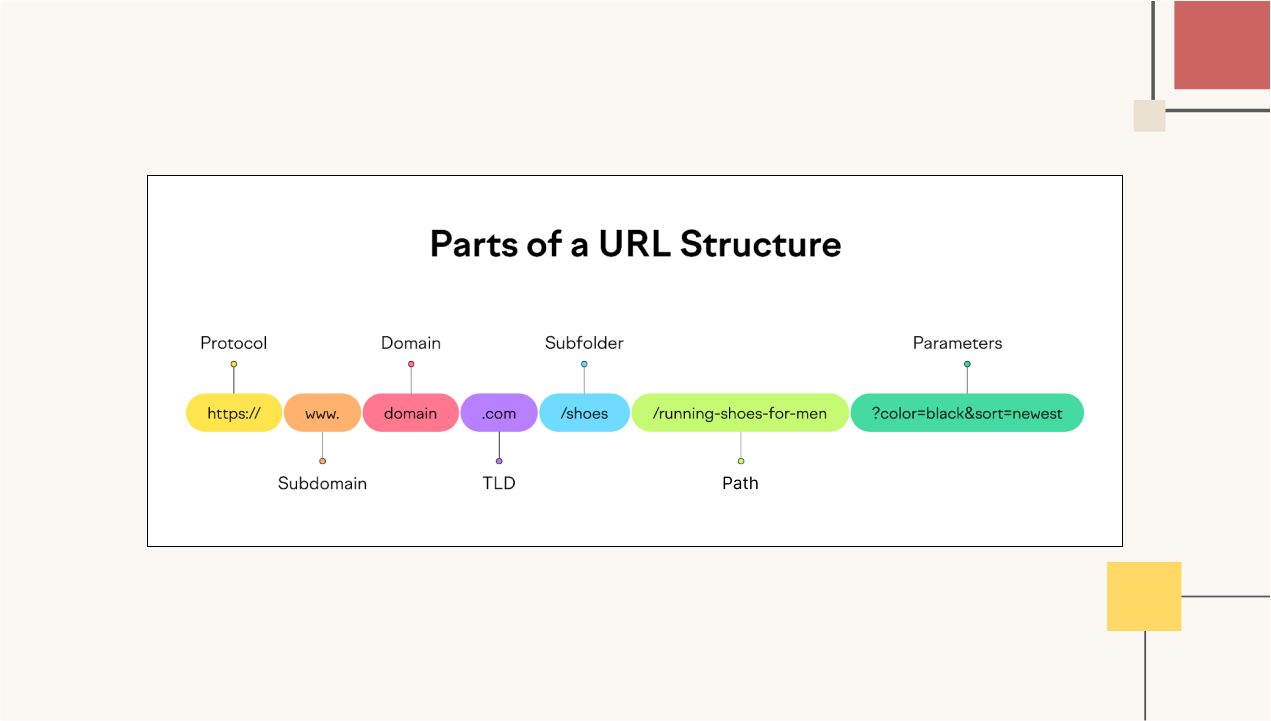 Parts of a URL Structure
Protocol Domain Subfolder Parameters
https:// www. domain .com /shoes /running-shoes-for-men ?color=black&sort=newest
Subdomain TLD Path